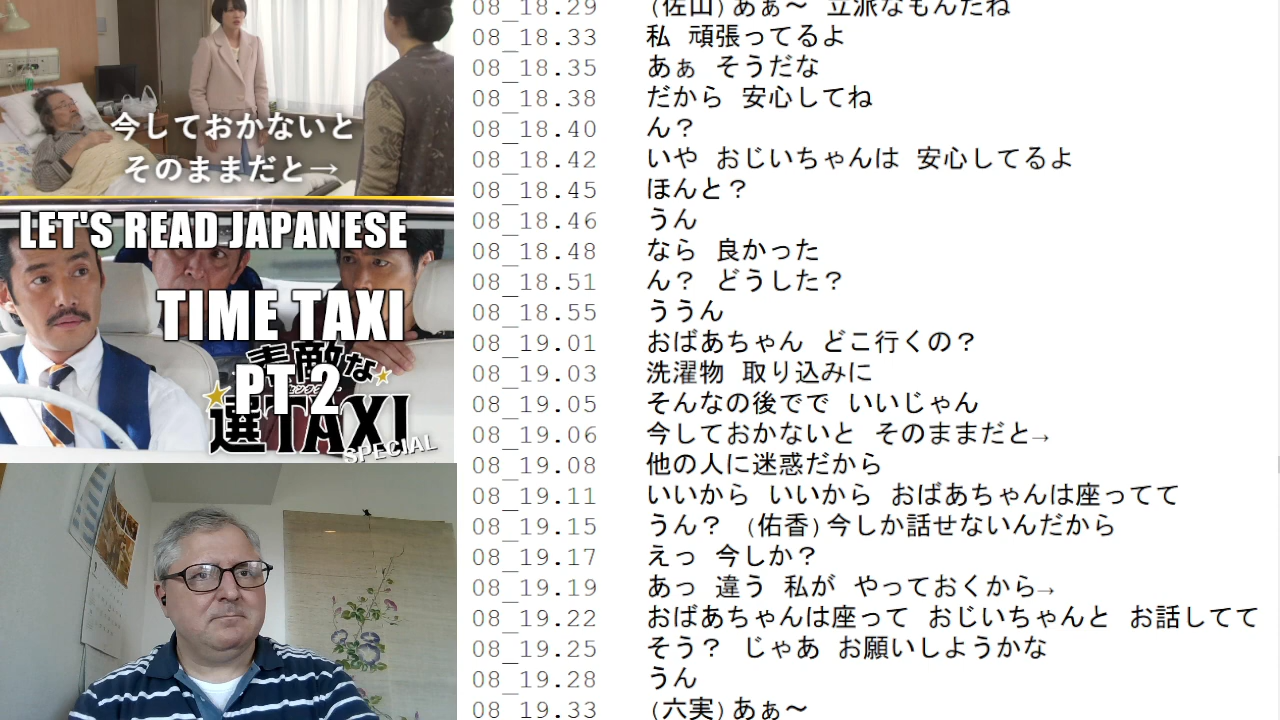 今しておかないと
そのままだと→
LET'S READ JAPANESE
TIME TAXI
PT 2
素敵な
選TAXI
SPECIAL
08_18.29 (佐山)あぁ～ 立派なもんだね
08_18.33 私 頑張ってるよ
08_18.35 あぁ そうだな
08_18.38 だから 安心してね
08_18.40 ん？
08_18.42 いや おじいちゃんは 安心してるよ
08_18.45 ほんと？
08_18.46 うん
08_18.48 なら 良かった
08_18.51 ん？ どうした？
08_18.55 ううん
08_19.01 おばあちゃん どこ行くの？
08_19.03 洗濯物 取り込みに
08_19.05 そんなの後でで いいじゃん
08_19.06 今しておかないと そのままだと→
08_19.08 他の人に迷惑だから
08_19.11 いいから いいから おばあちゃんは座ってて
08_19.15 うん？ (佑香)今しか話せないんだから
08_19.17 えっ 今しか？
08_19.19 あっ 違う 私が やっておくから→
08_19.22 おばあちゃんは座って おじいちゃんと お話してて
08_19.25 そう？ じゃあ お願いしようかな
08_19.28 うん
08_19.33 (六実)あぁ～